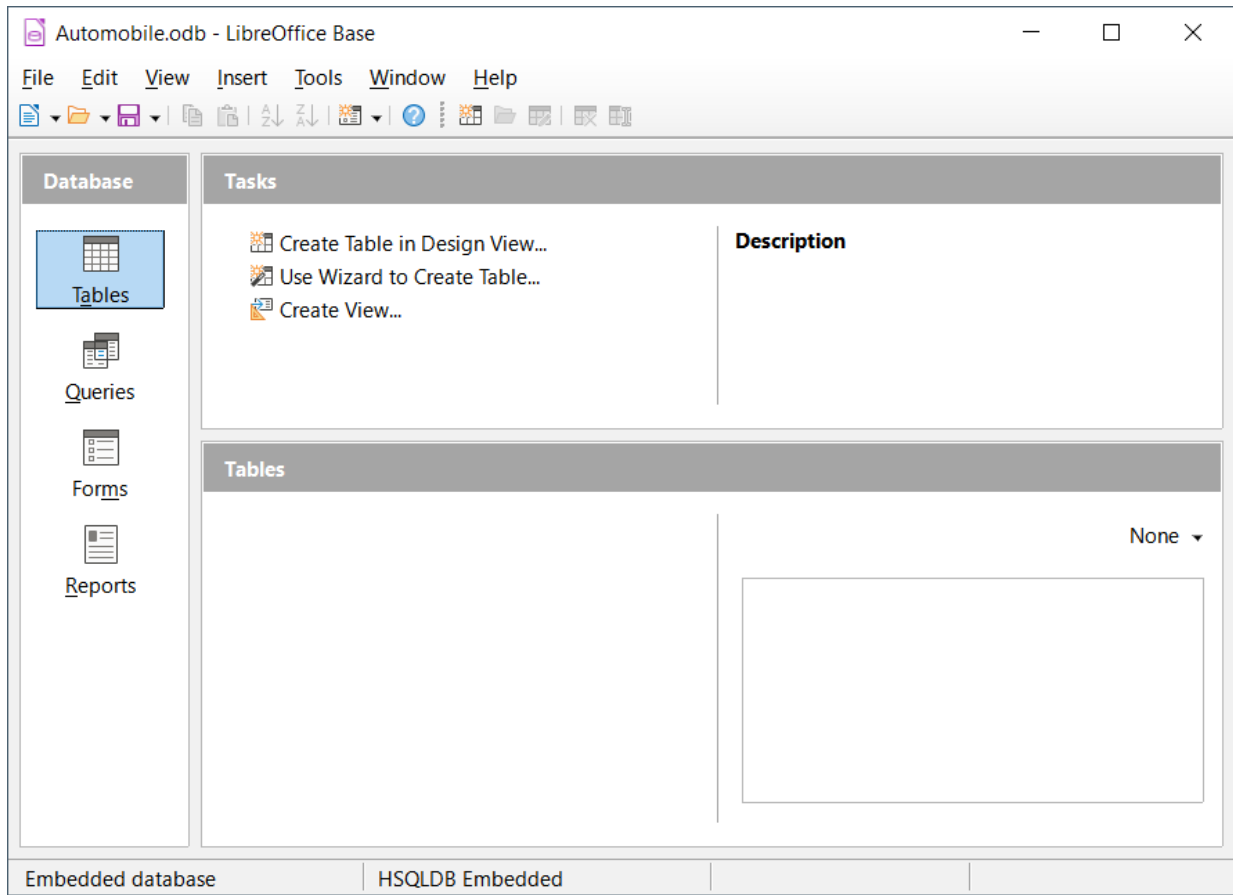 Automobile.odb - LibreOffice Base
File Edit View Insert Tools Window Help
Database
Tables
Queries
Forms
Reports
Tasks
Create Table in Design View...
Use Wizard to Create Table...
Create View...
Description
Tables
None
Embedded database HSQLDB Embedded